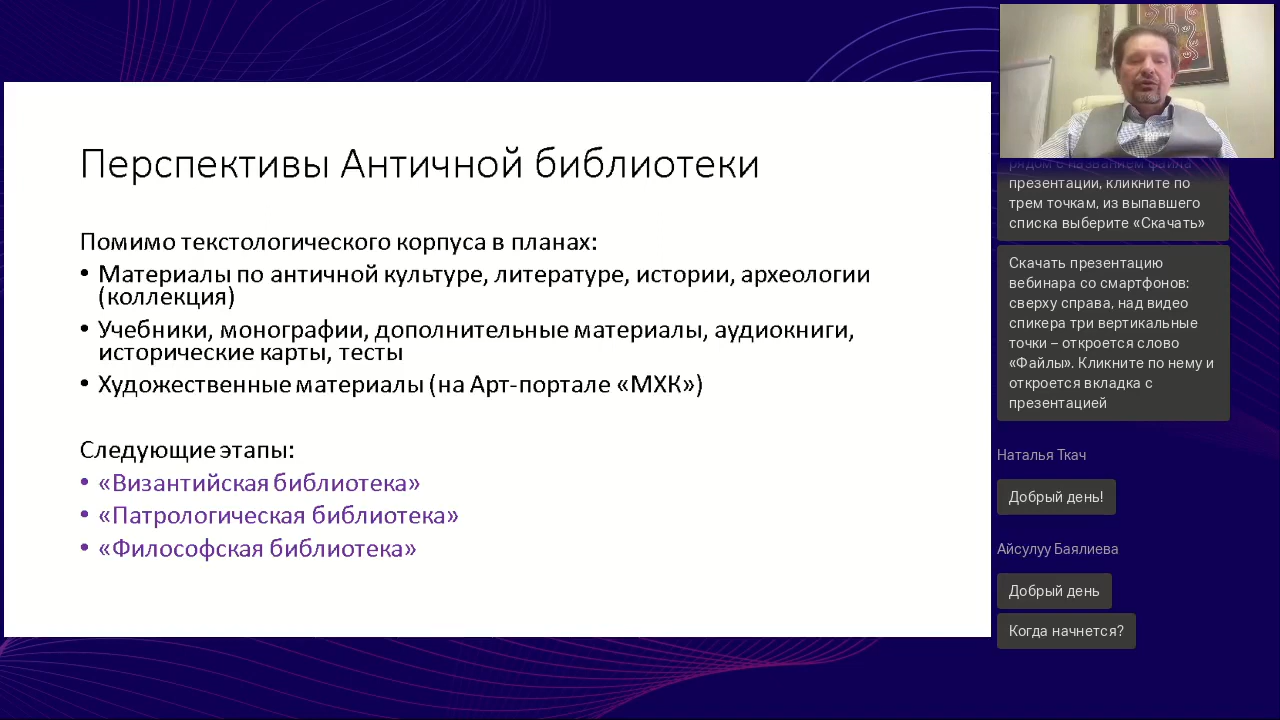 Перспективы Античной библиотеки
Помимо текстологического корпуса в планах:
• Материалы по античной культуре, литературе, истории, археологии
(коллекция)
• Учебники, монографии, дополнительные материалы, аудиокниги,
исторические карты, тесты
• Художественные материалы (на Арт-портале «МХК»)
Следующие этапы:
• «Византийская библиотека»
• «Патрологическая библиотека»
• «Философская библиотека»
рядом с названием файла
презентации, кликните по
трем точкам, из выпавшего
списка выберите «Скачать»
Скачать презентацию
вебинара со смартфонов:
сверху справа, над видео
спикера три вертикальные
точки – откроется слово
«Файлы». Кликните по нему и
откроется вкладка с
презентацией
Наталья Ткач
Добрый день!
Айсулуу Баялиева
Добрый день
Когда начнется?